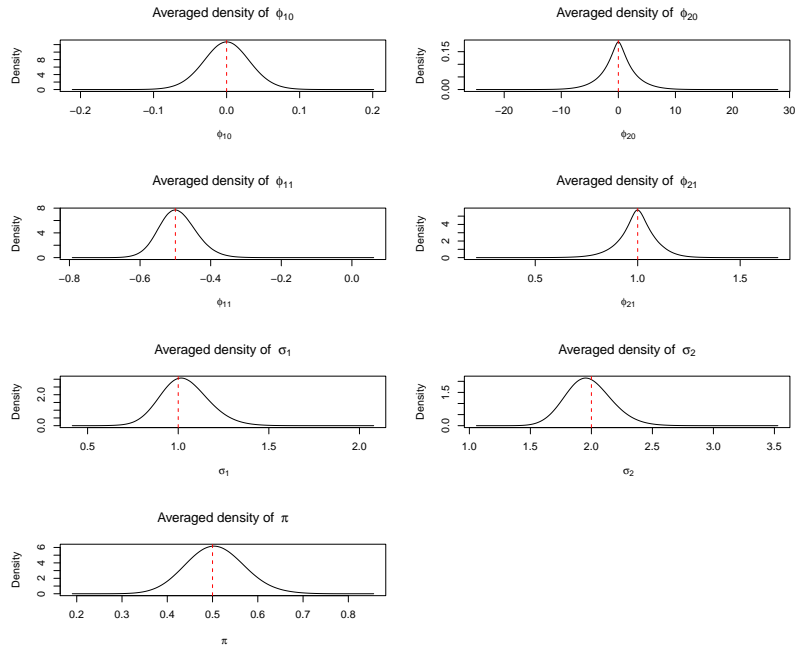 Averaged density of ϕ10
Density
0 4 8
−0.2 −0.1 0.0 0.1 0.2
ϕ10
Averaged density of ϕ20
Density
0.00 0.15
−20 −10 0 10 20 30
ϕ20
Averaged density of ϕ11
Density
0 4 8
−0.8 −0.6 −0.4 −0.2 0.0
ϕ11
Averaged density of ϕ21
Density
0 2 4
0.5 1.0 1.5
ϕ21
Averaged density of σ1
Density
0.0 2.0
0.5 1.0 1.5 2.0
σ1
Averaged density of σ2
Density
0.0 1.5
1.0 1.5 2.0 2.5 3.0 3.5
σ2
Averaged density of π
Density
0 2 4 6
0.2 0.3 0.4 0.5 0.6 0.7 0.8
π